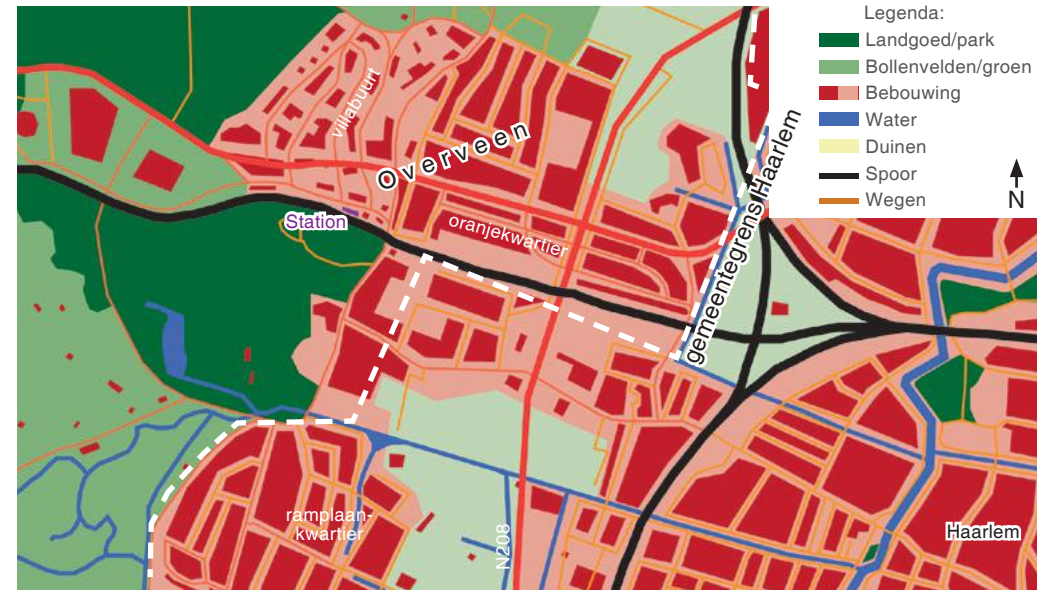 Legenda:
Landgoed/park
Bollenvelden/groen
Bebouwing
Water
Duinen
Spoor
Wegen
N
villabuurt
Overveen
gemeentegrens Haarlem
Station
oranjekwartier
ramplaan-
kwartier
N208
Haarlem